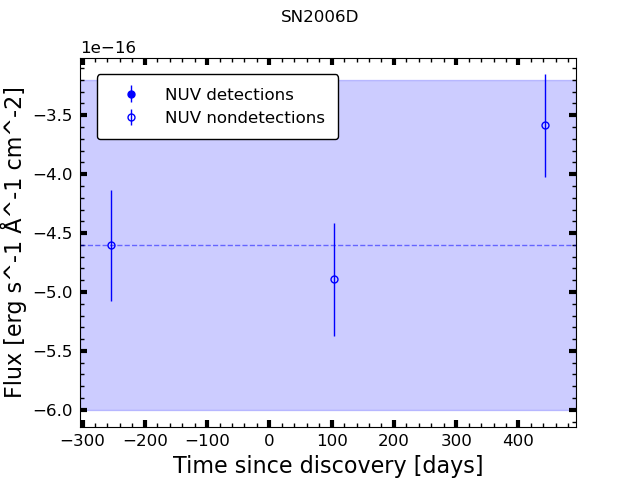 SN2006D
1e−16
NUV detections
NUV nondetections
−3.5
−4.0
−4.5
−5.0
−5.5
−6.0
Flux [erg s^-1 Å^-1 cm^-2]
−300 −200 −100 0 100 200 300 400
Time since discovery [days]